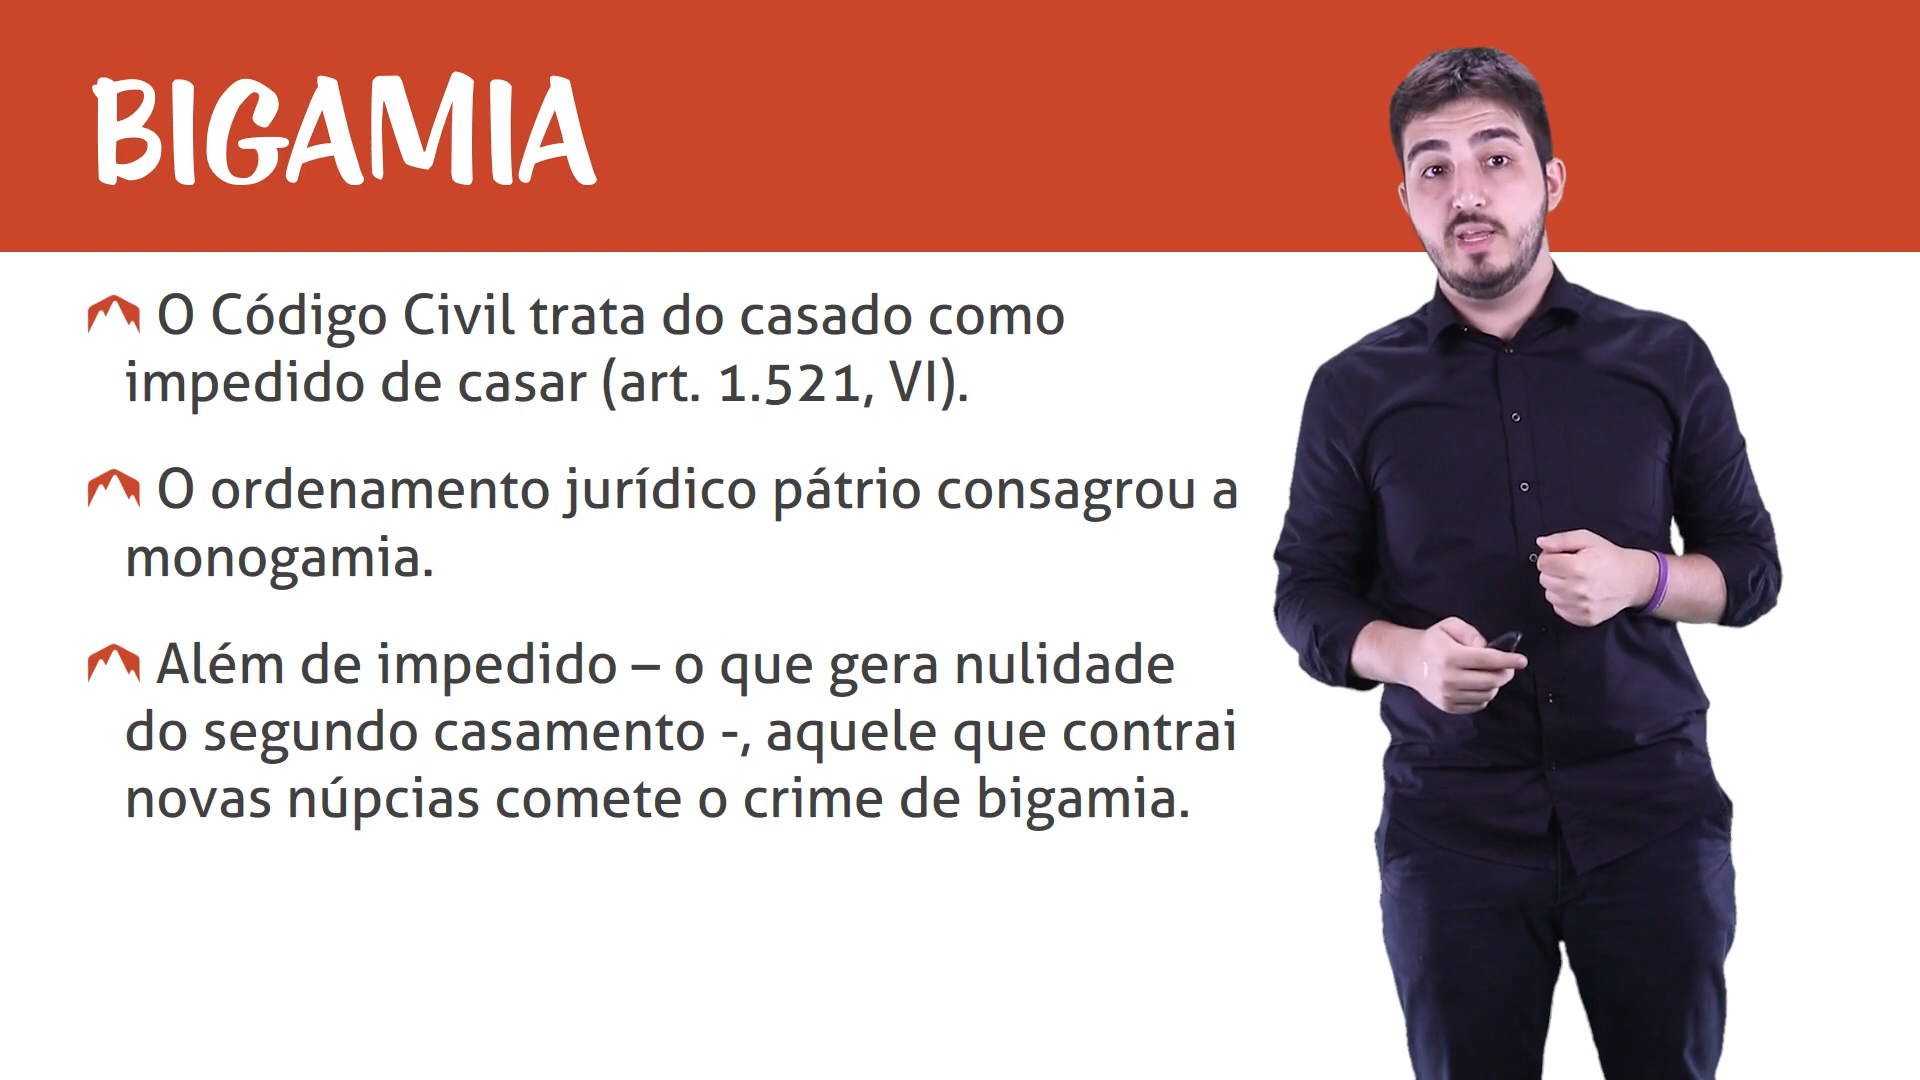 BIGAMIA
O Código Civil trata do casado como
impedido de casar (art. 1.521, VI).
O ordenamento jurídico pátrio consagrou a
monogamia.
Além de impedido – o que gera nulidade
do segundo casamento -, aquele que contrai
novas núpcias comete o crime de bigamia.